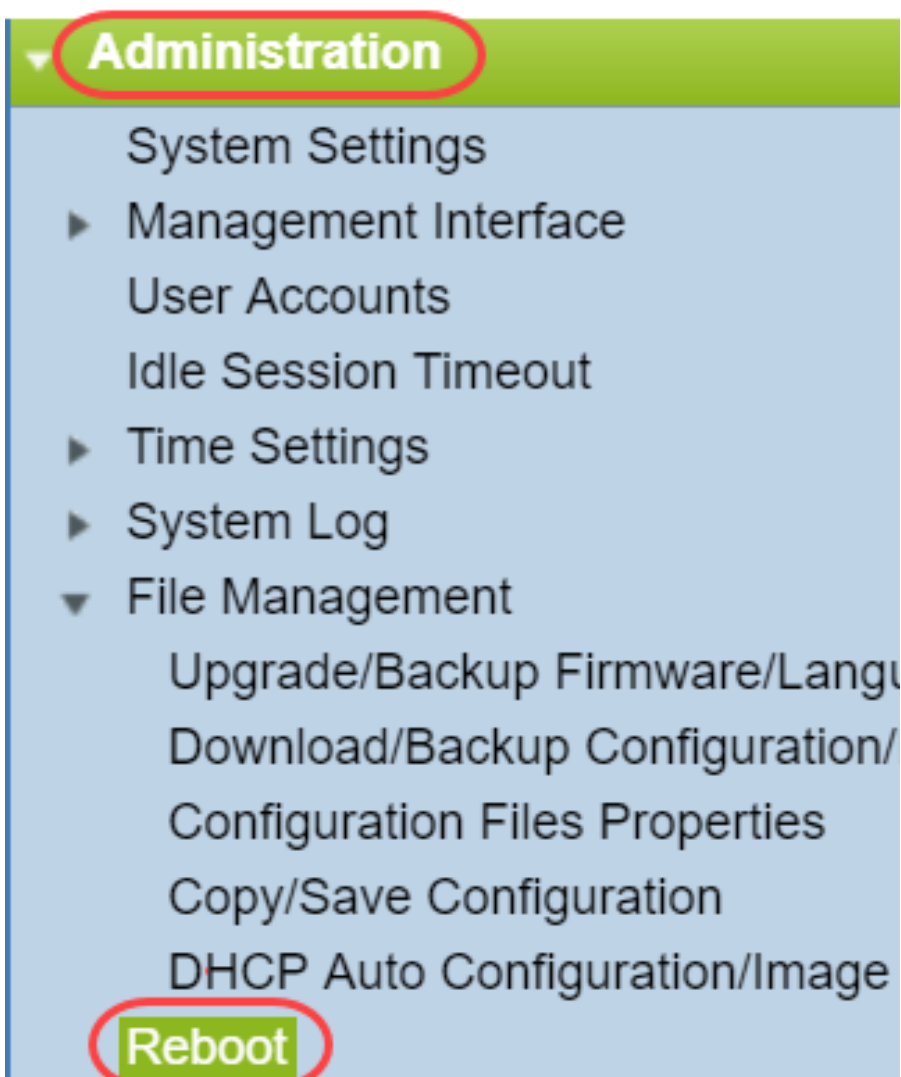 Administration
System Settings
Management Interface
User Accounts
Idle Session Timeout
Time Settings
System Log
File Management
Upgrade/Backup Firmware/Langu
Download/Backup Configuration/
Configuration Files Properties
Copy/Save Configuration
DHCP Auto Configuration/Image
Reboot